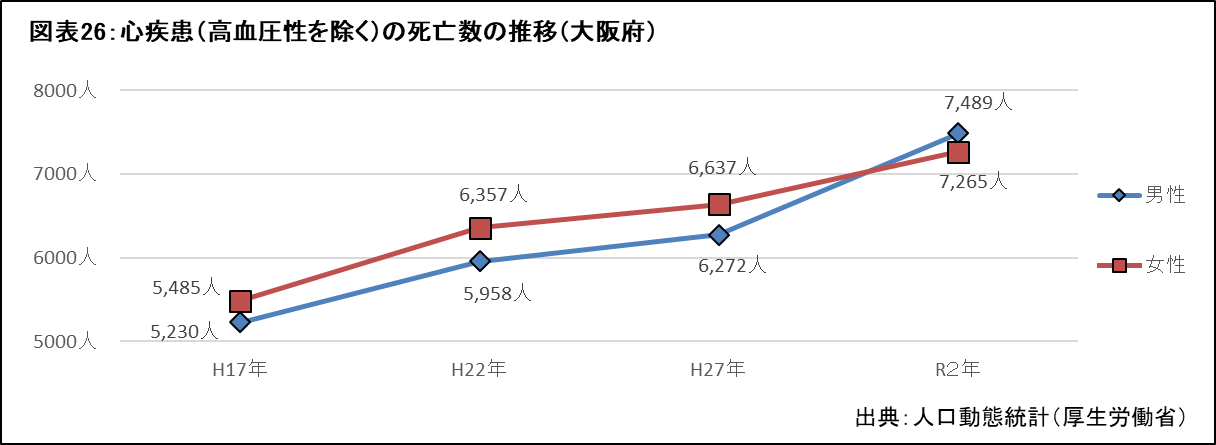 図表26：心疾患（高血圧性を除く）の死亡数の推移（大阪府）
8000人
7000人
6000人
5000人
5,485人
5,230人
6,357人
5,958人
6,637人
6,272人
7,489人
7,265人
H17年
H22年
H27年
R２年
男性
女性
出典：人口動態統計（厚生労働省）